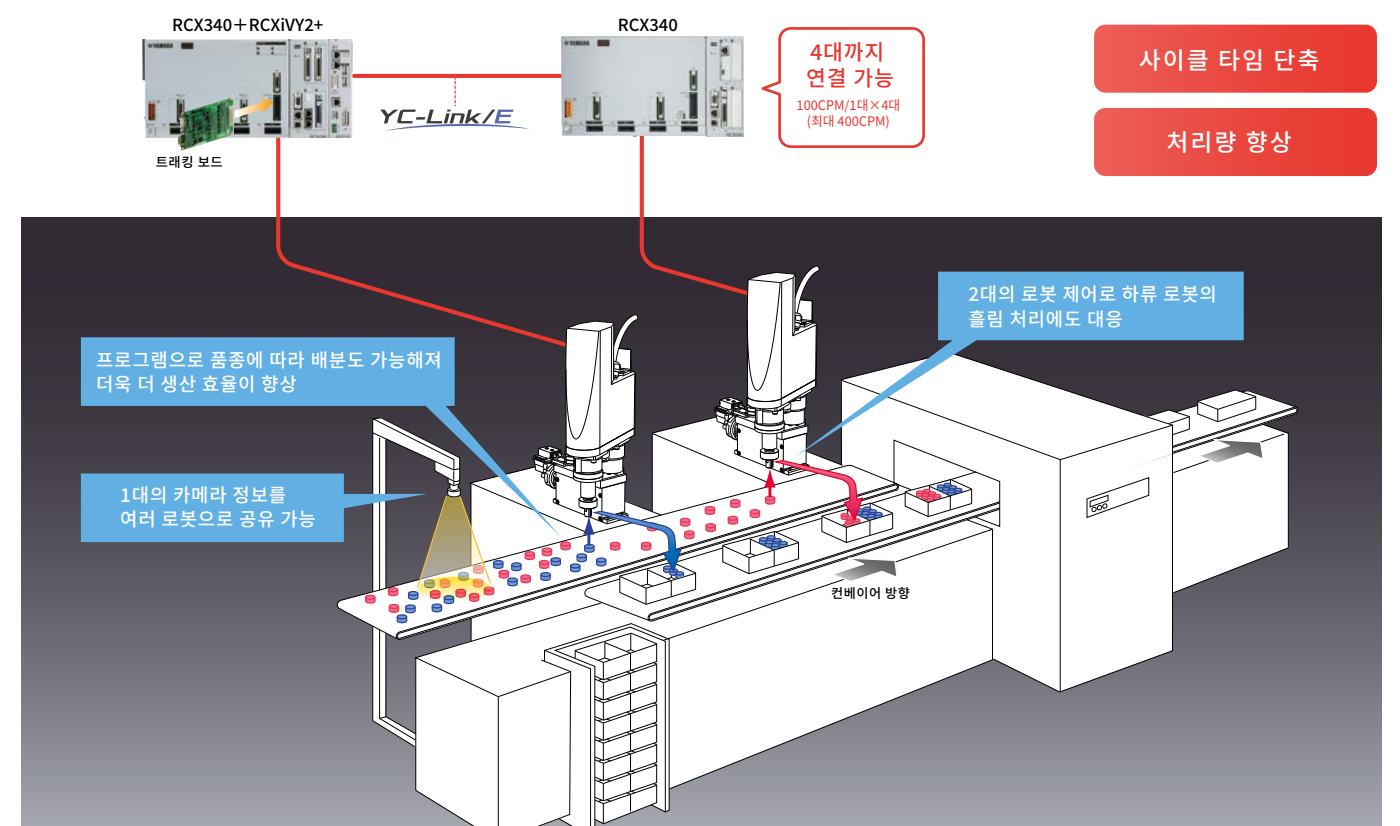 RCX340+RCXiVY2+
RCX340
YAMAHA
YAMAHA
4대까지
연결 가능
100CPM/1대×4대
(최대 400CPM)
사이클 타임 단축
처리량 향상
YC-Link/E
트래킹 보드
2대의 로봇 제어로 하류 로봇의
흘림 처리에도 대응
프로그램으로 품종에 따라 배분도 가능해져
더욱 더 생산 효율이 향상
1대의 카메라 정보를
여러 로봇으로 공유 가능
컨베이어 방향